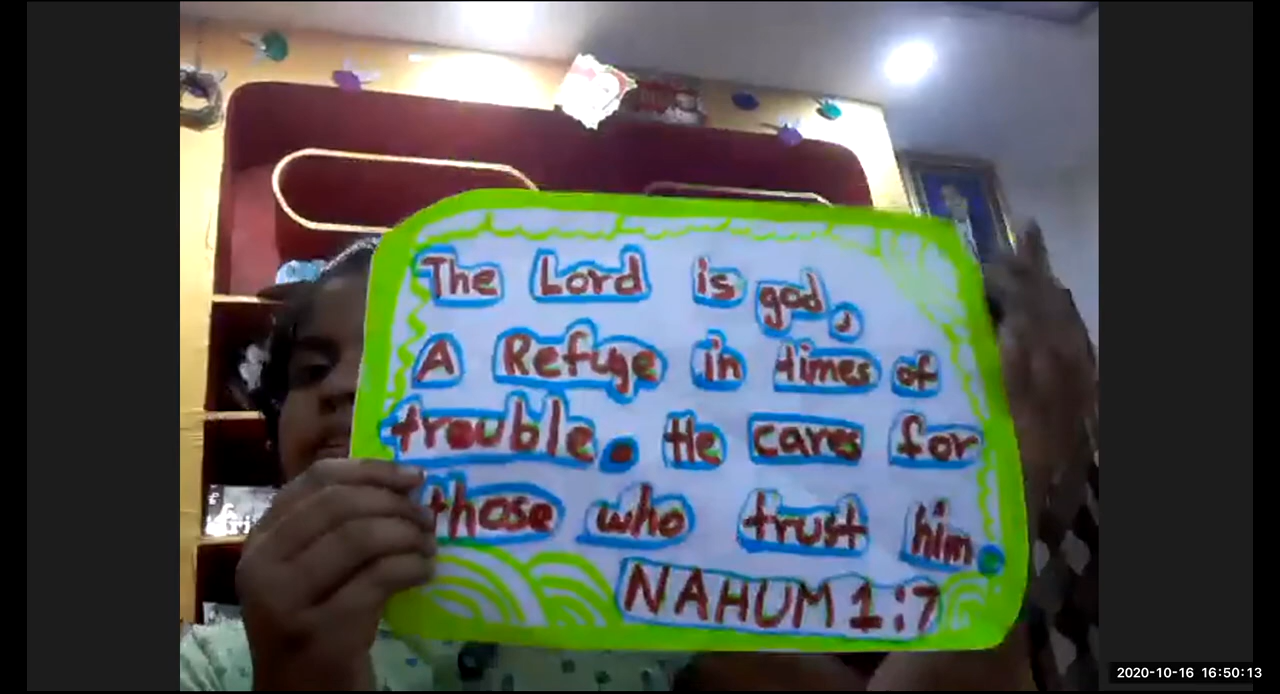 The Lord is god,
A Refuge in times of
trouble. He cares for
those who trust him.
NAHUM 1:7
2020-10-16 16:50:13